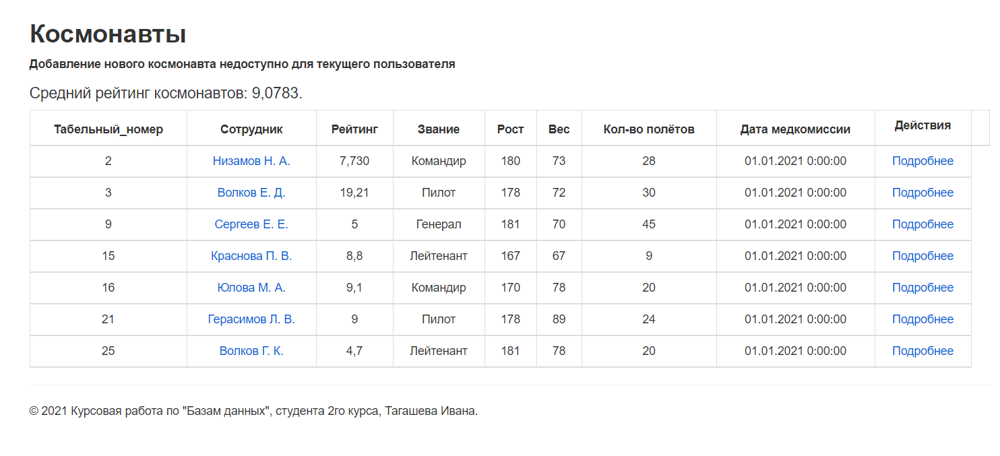 Космонавты
Добавление нового космонавта недоступно для текущего пользователя
Средний рейтинг космонавтов: 9,0783.
Табельный_номер Сотрудник Рейтинг Звание Рост Вес Кол-во полётов Дата медкомиссии Действия
2 Низамов Н. А. 7,730 Командир 180 73 28 01.01.2021 0:00:00 Подробнее
3 Волков Е. Д. 19,21 Пилот 178 72 30 01.01.2021 0:00:00 Подробнее
9 Сергеев Е. Е. 5 Генерал 181 70 45 01.01.2021 0:00:00 Подробнее
15 Краснова П. В. 8,8 Лейтенант 167 67 9 01.01.2021 0:00:00 Подробнее
16 Юлова М. А. 9,1 Командир 170 78 20 01.01.2021 0:00:00 Подробнее
21 Герасимов Л. В. 9 Пилот 178 89 24 01.01.2021 0:00:00 Подробнее
25 Волков Г. К. 4,7 Лейтенант 181 78 20 01.01.2021 0:00:00 Подробнее
© 2021 Курсовая работа по "Базам данных", студента 2го курса, Тагашева Ивана.